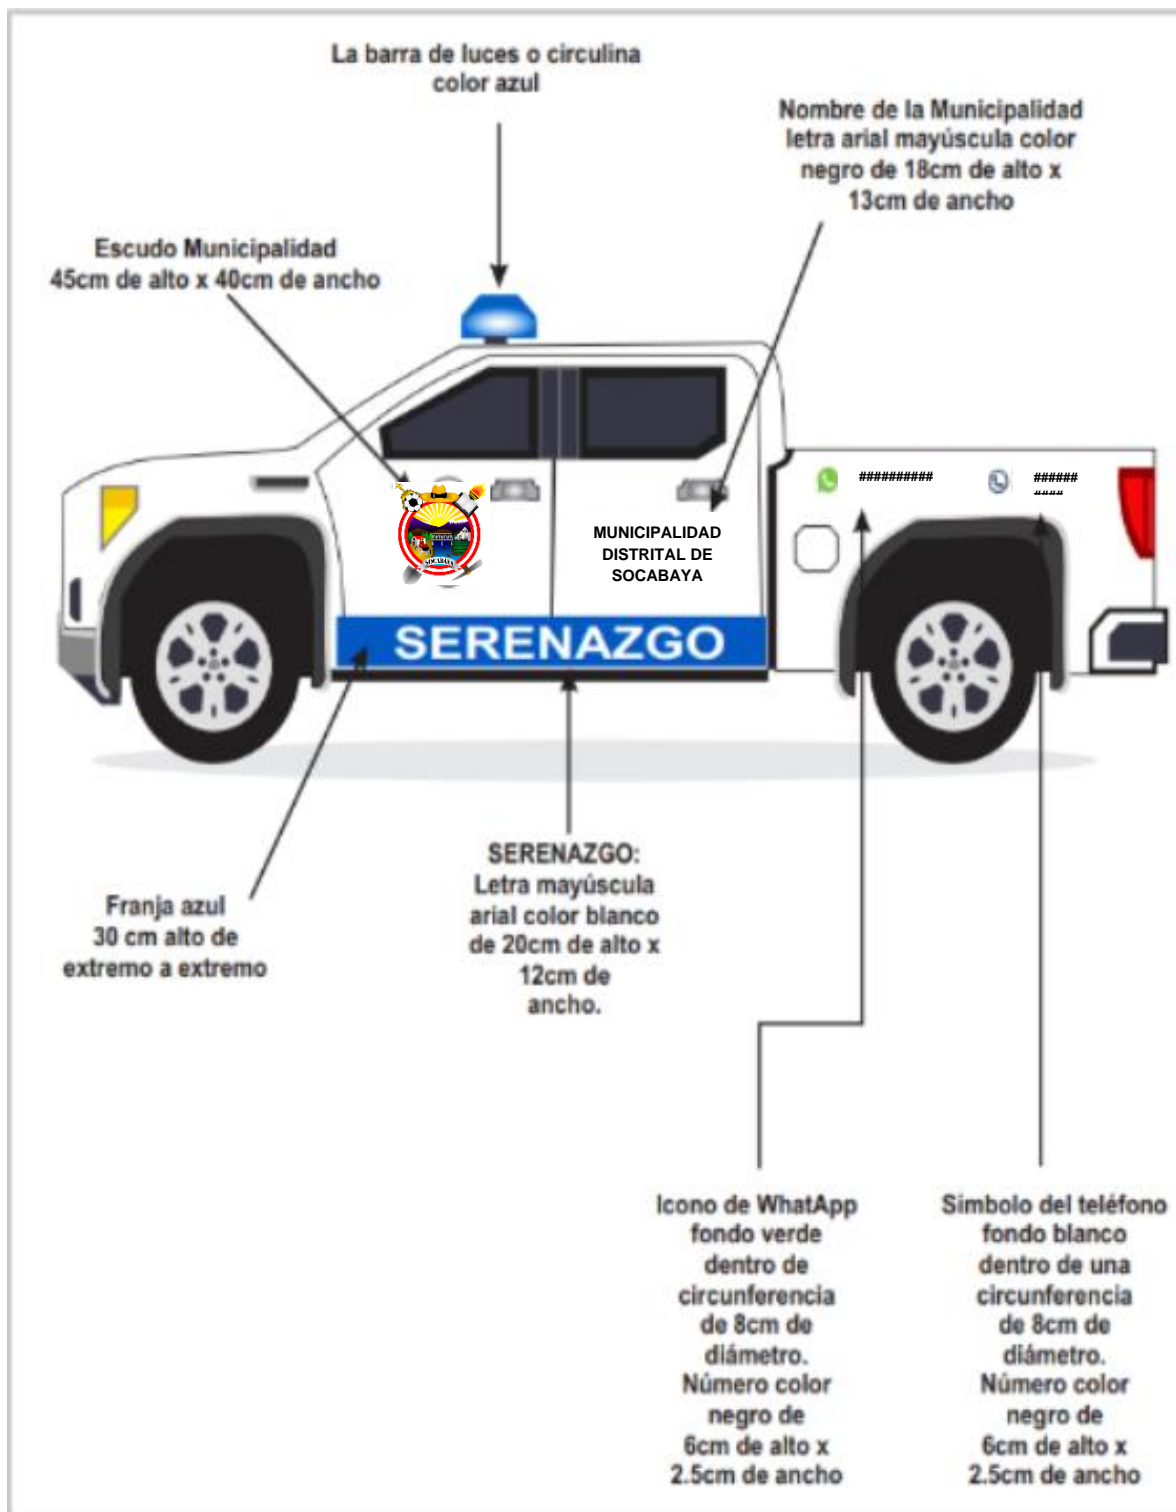 La barra de luces o circulina
color azul
Nombre de la Municipalidad
letra arial mayúscula color
negro de 18cm de alto x
13cm de ancho
Escudo Municipalidad
45cm de alto x 40cm de ancho
##########
######
####
SOCABAYA
MUNICIPALIDAD
DISTRITAL DE
SOCABAYA
SERENAZGO
Franja azul
30 cm alto de
extremo a extremo
SERENAZGO:
Letra mayúscula
arial color blanco
de 20cm de alto x
12cm de
ancho.
Icono de WhatApp
fondo verde
dentro de
circunferencia
de 8cm de
diámetro.
Número color
negro de
6cm de alto x
2.5cm de ancho
Simbolo del teléfono
fondo blanco
dentro de una
circunferencia
de 8cm de
diámetro.
Número color
negro de
6cm de alto x
2.5cm de ancho